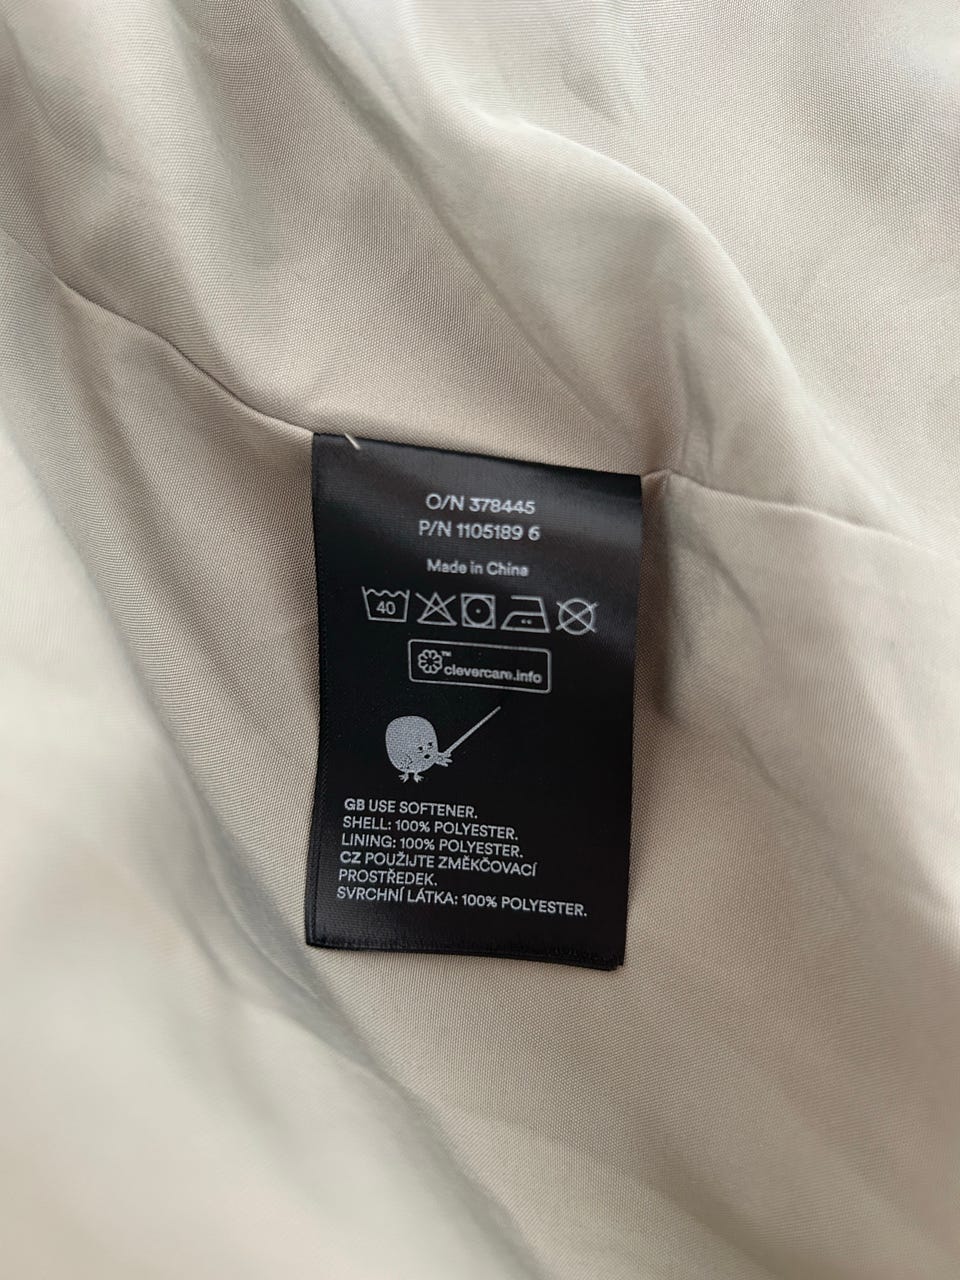 O/N 378445
P/N 1105189 6
Made in China
40
clevercare.info
GB USE SOFTENER.
SHELL: 100% POLYESTER.
LINING: 100% POLYESTER.
CZ POUŽIJTE ZMĚKČOVACÍ
PROSTŘEDEK.
SVRCHNÍ LÁTKA: 100% POLYESTER.